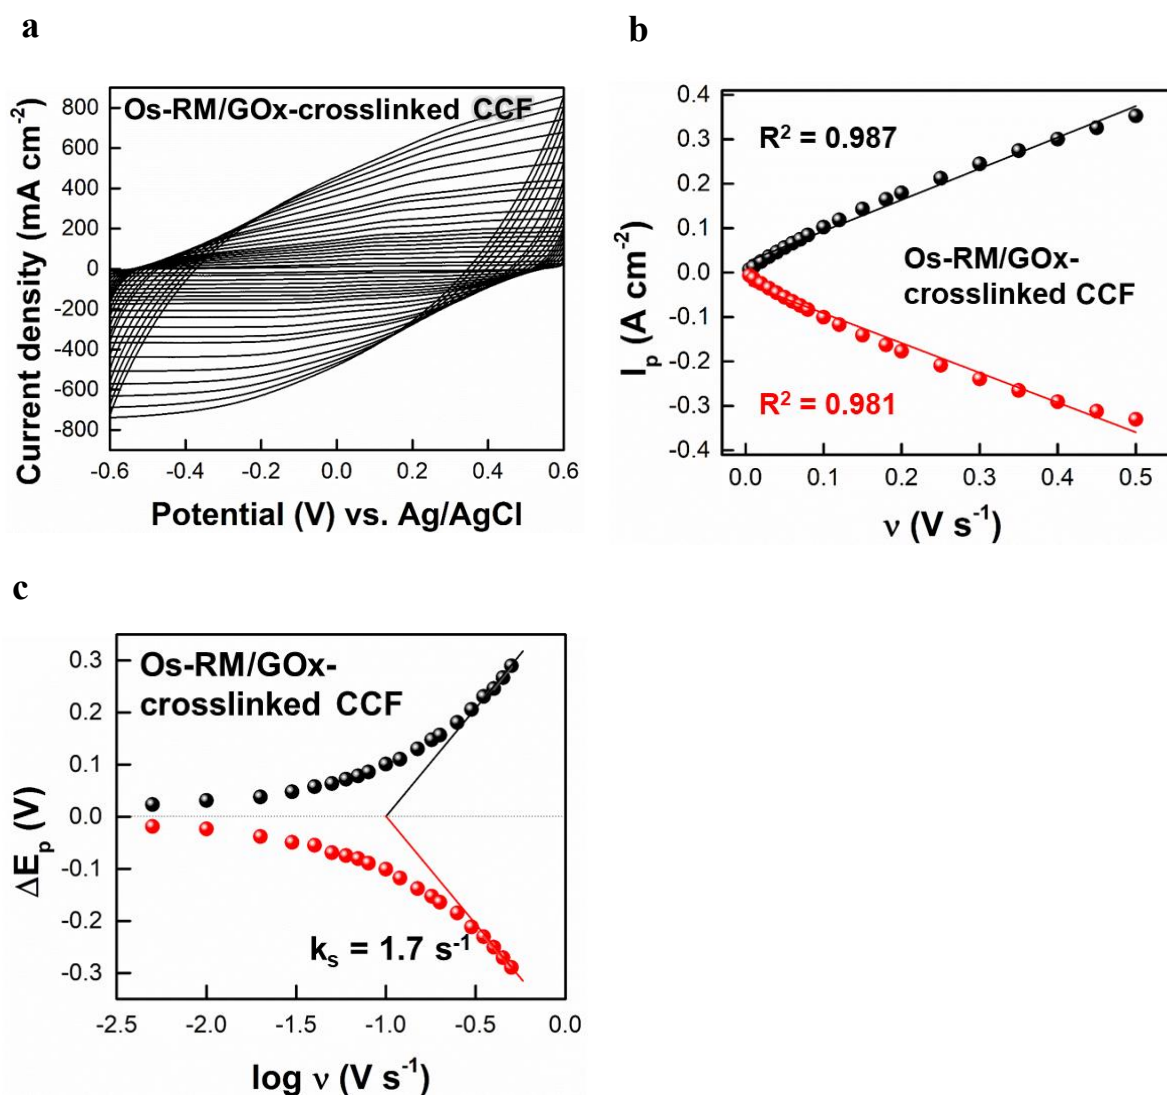 a
Os-RM/GOx-crosslinked CCF
800
600
400
200
0
-200
-400
-600
-800
Current density (mA cm⁻²)
-0.6
-0.4
-0.2
0.0
0.2
0.4
0.6
Potential (V) vs. Ag/AgCl
b
R² = 0.987
Os-RM/GOx-
crosslinked CCF
R² = 0.981
0.4
0.3
0.2
0.1
0.0
-0.1
-0.2
-0.3
-0.4
Iₚ (A cm⁻²)
0.0
0.1
0.2
0.3
0.4
0.5
ν (V s⁻¹)
c
Os-RM/GOx-
crosslinked CCF
kₛ = 1.7 s⁻¹
0.3
0.2
0.1
0.0
-0.1
-0.2
-0.3
ΔEₚ (V)
-2.5
-2.0
-1.5
-1.0
-0.5
0.0
log ν (V s⁻¹)